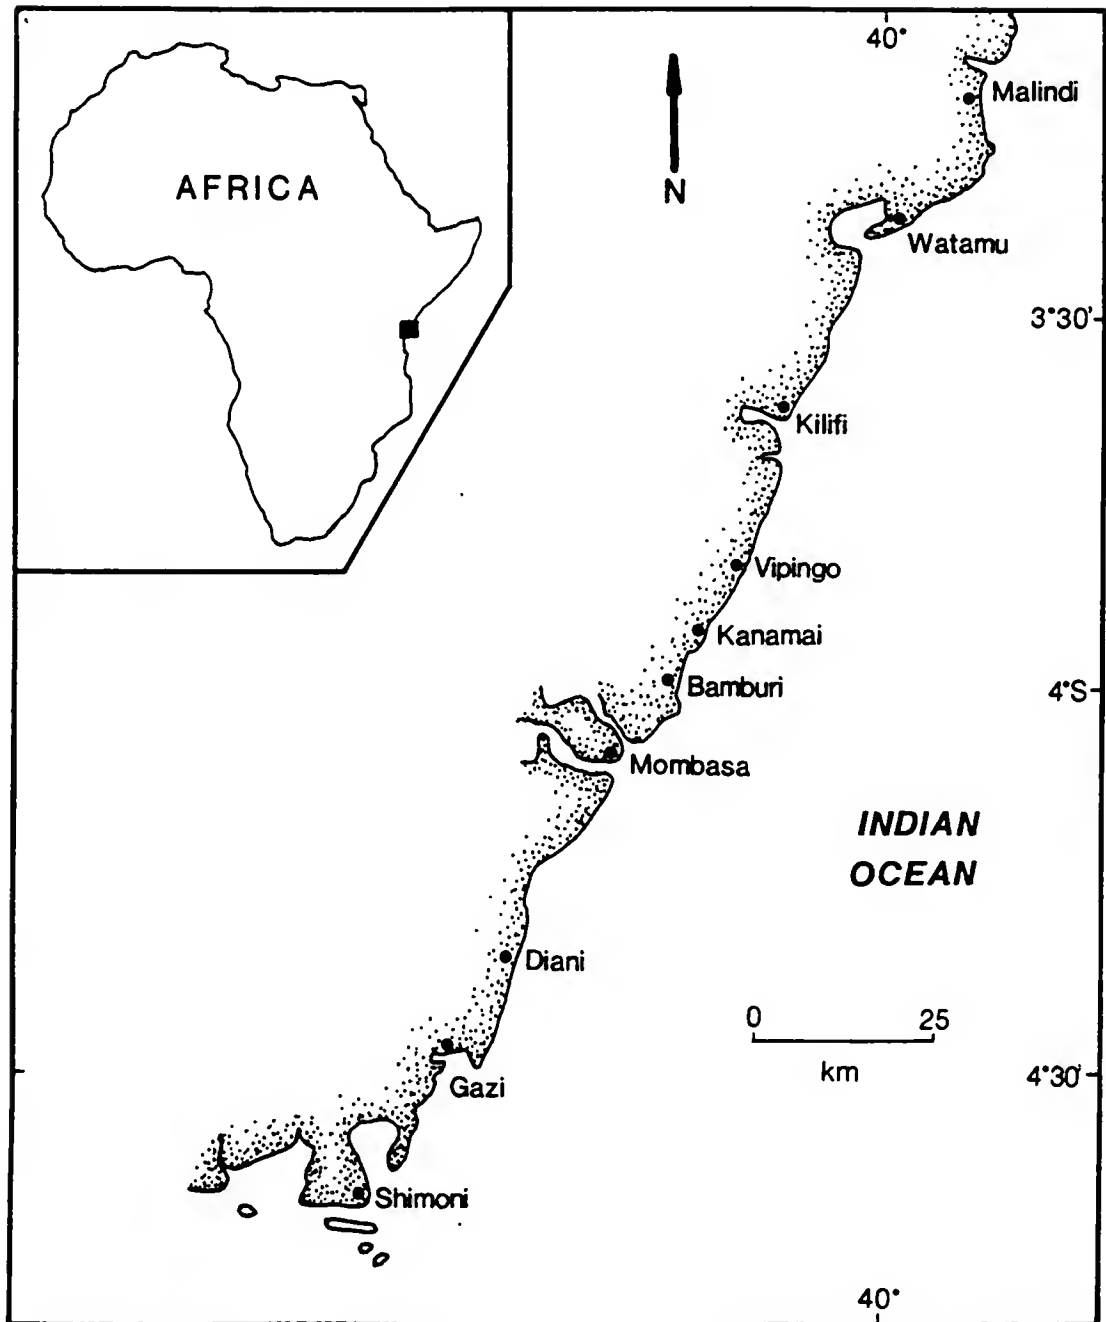 40°
Malindi
AFRICA
N
Watamu
3°30'
Kilifi
Vipingo
Kanamai
Bamburi
4°S
Mombasa
INDIAN
OCEAN
Diani
0 25
km
Gazi
4°30'
Shimoni
40°